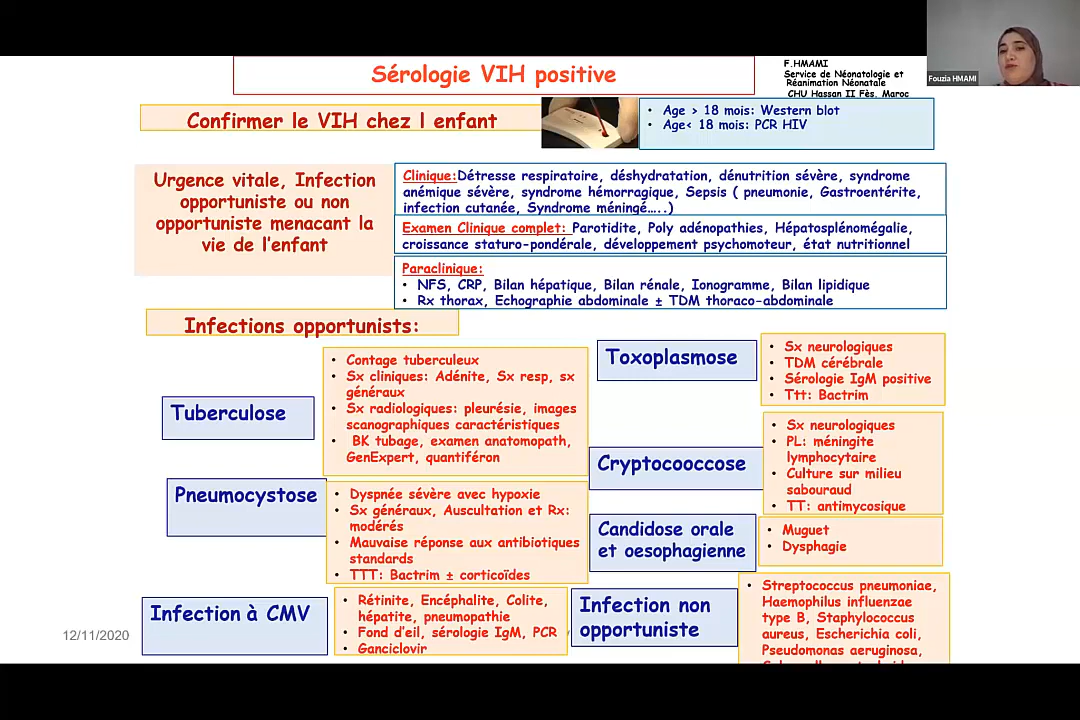 Sérologie VIH positive
F.HMAMI
Service de Néonatologie et
Réanimation Néonatale
CHU Hassan II Fès. Maroc
Fouzia HMAMI
Confirmer le VIH chez l enfant
• Age > 18 mois: Western blot
• Age< 18 mois: PCR HIV
Urgence vitale, Infection
opportuniste ou non
opportuniste menacant la
vie de l’enfant
Clinique:Détresse respiratoire, déshydratation, dénutrition sévère, syndrome
anémique sévère, syndrome hémorragique, Sepsis ( pneumonie, Gastroentérite,
infection cutanée, Syndrome méningé…..)
Examen Clinique complet: Parotidite, Poly adénopathies, Hépatosplénomégalie,
croissance staturo-pondérale, développement psychomoteur, état nutritionnel
Paraclinique:
• NFS, CRP, Bilan hépatique, Bilan rénale, Ionogramme, Bilan lipidique
• Rx thorax, Echographie abdominale ± TDM thoraco-abdominale
Infections opportunists:
Tuberculose
• Contage tuberculeux
• Sx cliniques: Adénite, Sx resp, sx
généraux
• Sx radiologiques: pleurésie, images
scanographiques caractéristiques
• BK tubage, examen anatomopath,
GenExpert, quantiféron
Pneumocystose
• Dyspnée sévère avec hypoxie
• Sx généraux, Auscultation et Rx:
modérés
• Mauvaise réponse aux antibiotiques
standards
• TTT: Bactrim ± corticoïdes
Infection à CMV
• Rétinite, Encéphalite, Colite,
hépatite, pneumopathie
• Fond d’eil, sérologie IgM, PCR
• Ganciclovir
Toxoplasmose
• Sx neurologiques
• TDM cérébrale
• Sérologie IgM positive
• Ttt: Bactrim
Cryptocooccose
• Sx neurologiques
• PL: méningite
lymphocytaire
• Culture sur milieu
sabouraud
• TT: antimycosique
Candidose orale
et oesophagienne
• Muguet
• Dysphagie
Infection non
opportuniste
• Streptococcus pneumoniae,
Haemophilus influenzae
type B, Staphylococcus
aureus, Escherichia coli,
Pseudomonas aeruginosa,
12/11/2020